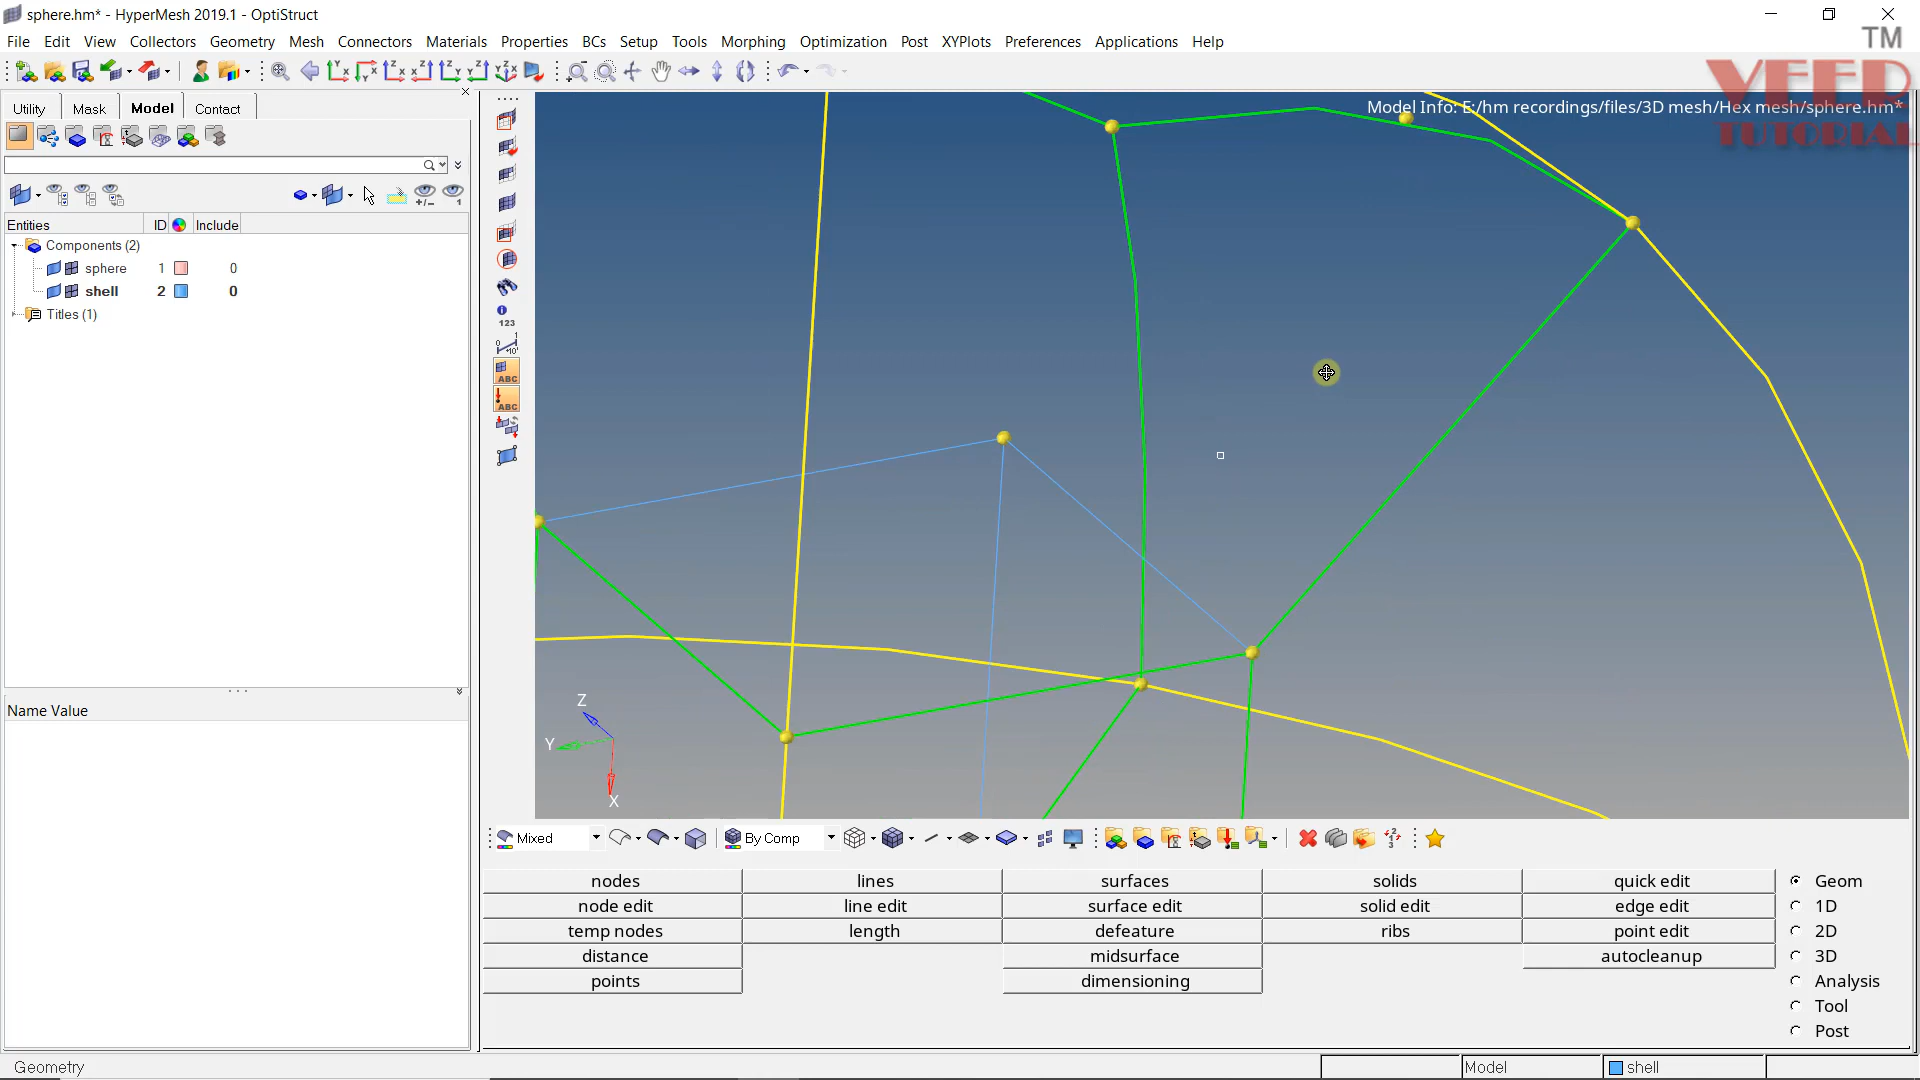 sphere.hm* - HyperMesh 2019.1 - OptiStruct
TM
File Edit View Collectors Geometry Mesh Connectors Materials Properties BCs Setup Tools Morphing Optimization Post XYPlots Preferences Applications Help
VEER
TUTORIAL
Utility Mask Model Contact
Model Info: E:/hm recordings/files/3D mesh/Hex mesh/sphere.hm*
Entities ID Include
Components (2)
sphere 1 0
shell 2 0
Titles (1)
123
ABC
ABC
Name Value
Z
Y
X
Mixed By Comp
nodes lines surfaces solids quick edit Geom
node edit line edit surface edit solid edit edge edit 1D
temp nodes length defeature ribs point edit 2D
distance midsurface autocleanup 3D
points dimensioning Analysis
Tool
Post
Geometry Model shell